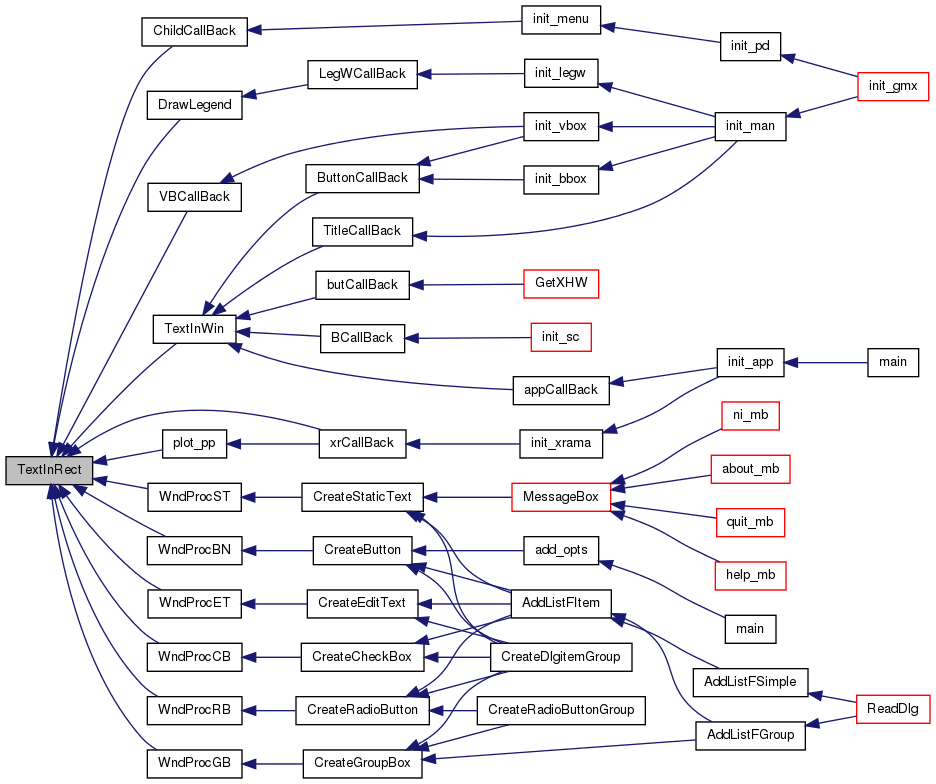 ChildCallBack
init_menu
init_pd
init_gmx
LegWCallBack
init_legw
DrawLegend
init_vbox
init_man
VBCallBack
ButtonCallBack
init_bbox
TitleCallBack
butCallBack
GetXHW
TextInWin
BCallBack
init_sc
appCallBack
init_app
main
ni_mb
plot_pp
xrCallBack
init_xrama
TextInRect
about_mb
WndProcST
CreateStaticText
MessageBox
quit_mb
WndProcBN
CreateButton
add_opts
help_mb
WndProcET
CreateEditText
AddListFItem
main
WndProcCB
CreateCheckBox
CreateDlgitemGroup
AddListFSimple
WndProcRB
CreateRadioButton
CreateRadioButtonGroup
ReadDlg
AddListFGroup
WndProcGB
CreateGroupBox